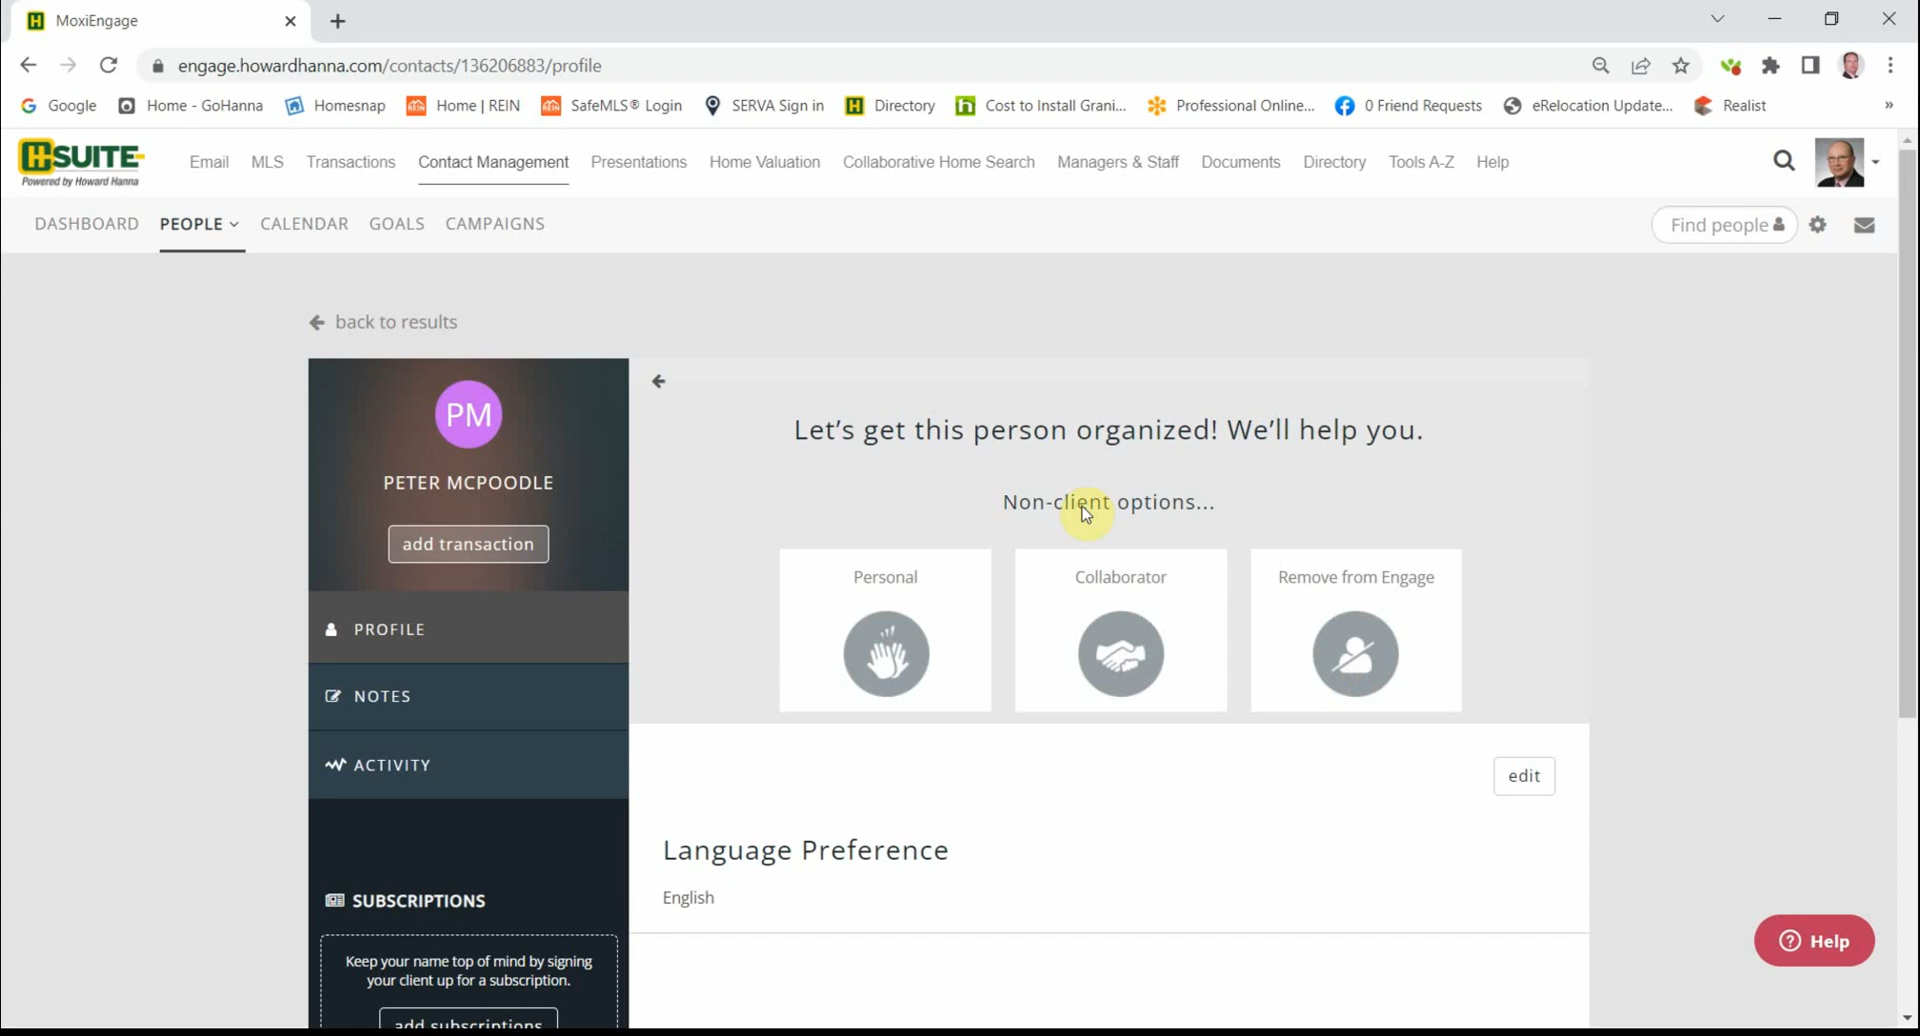 MoxiEngage
engage.howardhanna.com/contacts/136206883/profile
Google Home - GoHanna Homesnap Home | REIN SafeMLS® Login SERVA Sign in Directory Cost to Install Grani... Professional Online... 0 Friend Requests eRelocation Update... Realist »
H SUITE
Powered by Howard Hanna
Email MLS Transactions Contact Management Presentations Home Valuation Collaborative Home Search Managers & Staff Documents Directory Tools A-Z Help
DASHBOARD PEOPLE CALENDAR GOALS CAMPAIGNS Find people
back to results
PM
PETER MCPOODLE
add transaction
PROFILE
NOTES
ACTIVITY
SUBSCRIPTIONS
Keep your name top of mind by signing
your client up for a subscription.
add subscriptions
Let's get this person organized! We'll help you.
Non-client options...
Personal Collaborator Remove from Engage
edit
Language Preference
English
Help